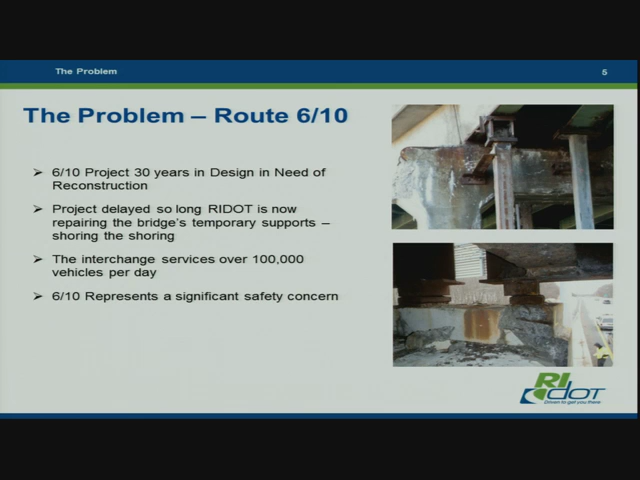 The Problem
5
The Problem – Route 6/10
6/10 Project 30 years in Design in Need of
Reconstruction
Project delayed so long RIDOT is now
repairing the bridge's temporary supports –
shoring the shoring
The interchange services over 100,000
vehicles per day
6/10 Represents a significant safety concern
RI
DOT
Driven to get you there